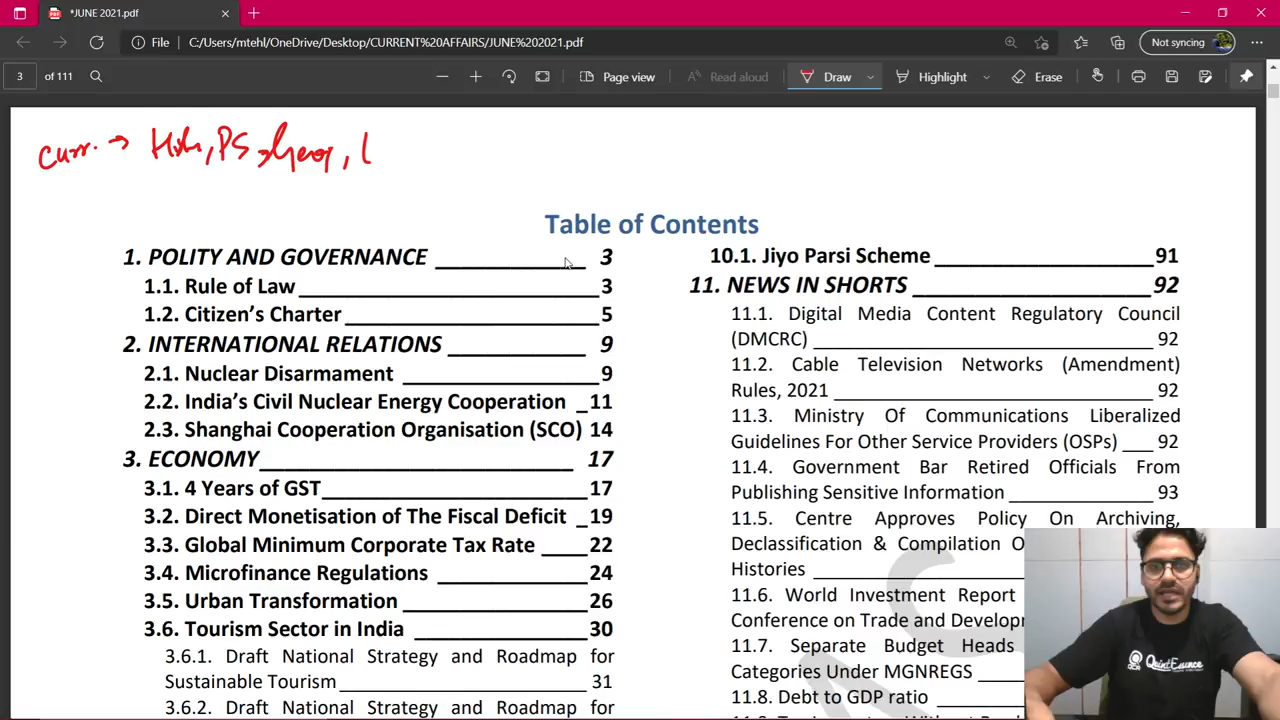 *JUNE 2021.pdf
File C:/Users/mtehl/OneDrive/Desktop/CURRENT%20AFFAIRS/JUNE%202021.pdf Not syncing
3 of 111 Page view Read aloud Draw Highlight Erase
Curr. →
Table of Contents
1. POLITY AND GOVERNANCE 3
1.1. Rule of Law 3
1.2. Citizen’s Charter 5
2. INTERNATIONAL RELATIONS 9
2.1. Nuclear Disarmament 9
2.2. India’s Civil Nuclear Energy Cooperation 11
2.3. Shanghai Cooperation Organisation (SCO) 14
3. ECONOMY 17
3.1. 4 Years of GST 17
3.2. Direct Monetisation of The Fiscal Deficit 19
3.3. Global Minimum Corporate Tax Rate 22
3.4. Microfinance Regulations 24
3.5. Urban Transformation 26
3.6. Tourism Sector in India 30
3.6.1. Draft National Strategy and Roadmap for
Sustainable Tourism 31
3.6.2. Draft National Strategy and Roadmap for
10.1. Jiyo Parsi Scheme 91
11. NEWS IN SHORTS 92
11.1. Digital Media Content Regulatory Council
(DMCRC) 92
11.2. Cable Television Networks (Amendment)
Rules, 2021 92
11.3. Ministry Of Communications Liberalized
Guidelines For Other Service Providers (OSPs) 92
11.4. Government Bar Retired Officials From
Publishing Sensitive Information 93
11.5. Centre Approves Policy On Archiving,
Declassification & Compilation O
Histories
11.6. World Investment Report
Conference on Trade and Develop
11.7. Separate Budget Heads
Categories Under MGNREGS
11.8. Debt to GDP ratio
QuintEssence